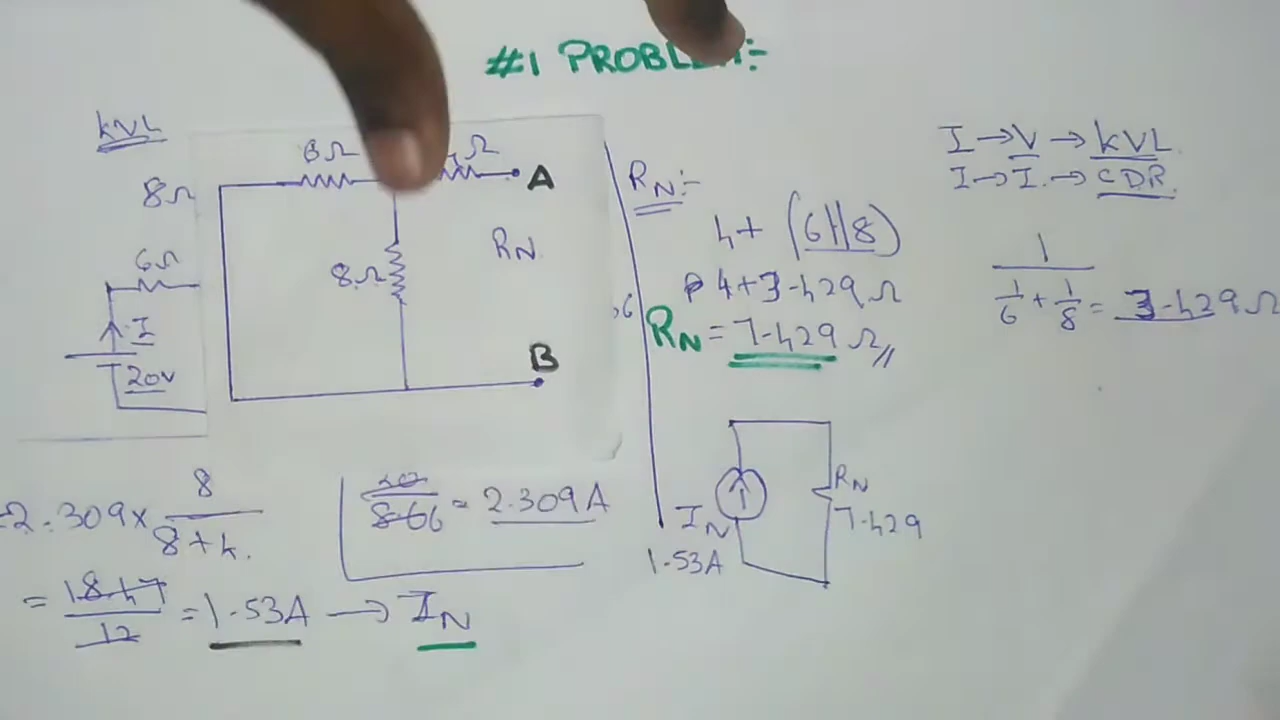 #1 PROBLEM:-
KVL
8Ω
6Ω
I
20V
6Ω
Ω
A
8Ω
RN
B
RN:-
4+ (6||8)
4+3.429Ω
RN = 7.429Ω//
I→V→KVL
I→I→CDR
1
1/6 + 1/8 = 3.429Ω
2.309 × 8
8+4.
= 18.47
12
= 1.53A → IN
20
8.66
= 2.309A
IN
1.53A
RN
7.429